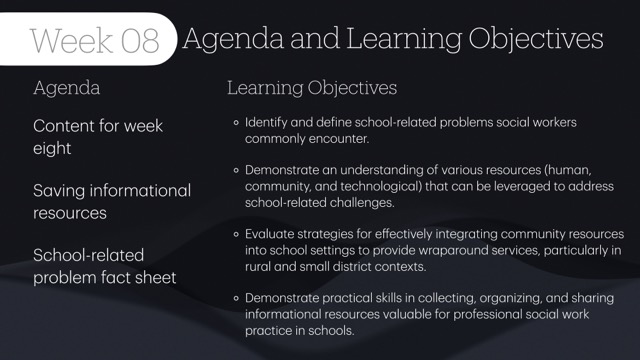 Week 08 Agenda and Learning Objectives
Agenda
Content for week
eight
Saving informational
resources
School-related
problem fact sheet
Learning Objectives
Identify and define school-related problems social workers
commonly encounter.
Demonstrate an understanding of various resources (human,
community, and technological) that can be leveraged to address
school-related challenges.
Evaluate strategies for effectively integrating community resources
into school settings to provide wraparound services, particularly in
rural and small district contexts.
Demonstrate practical skills in collecting, organizing, and sharing
informational resources valuable for professional social work
practice in schools.